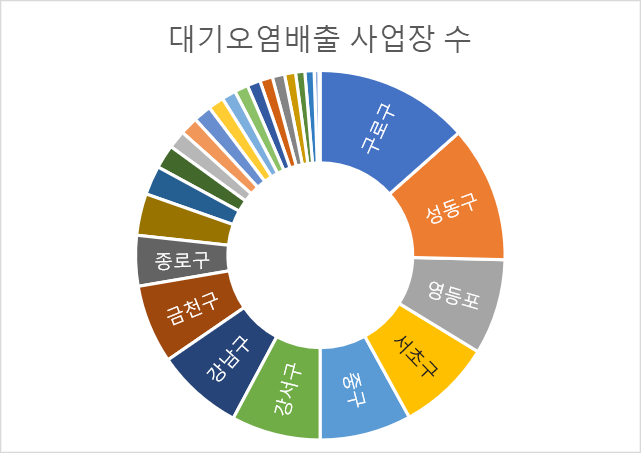 대기오염배출 사업장 수
구로구
성동구
영등포
서초구
중구
강서구
강남구
금천구
종로구